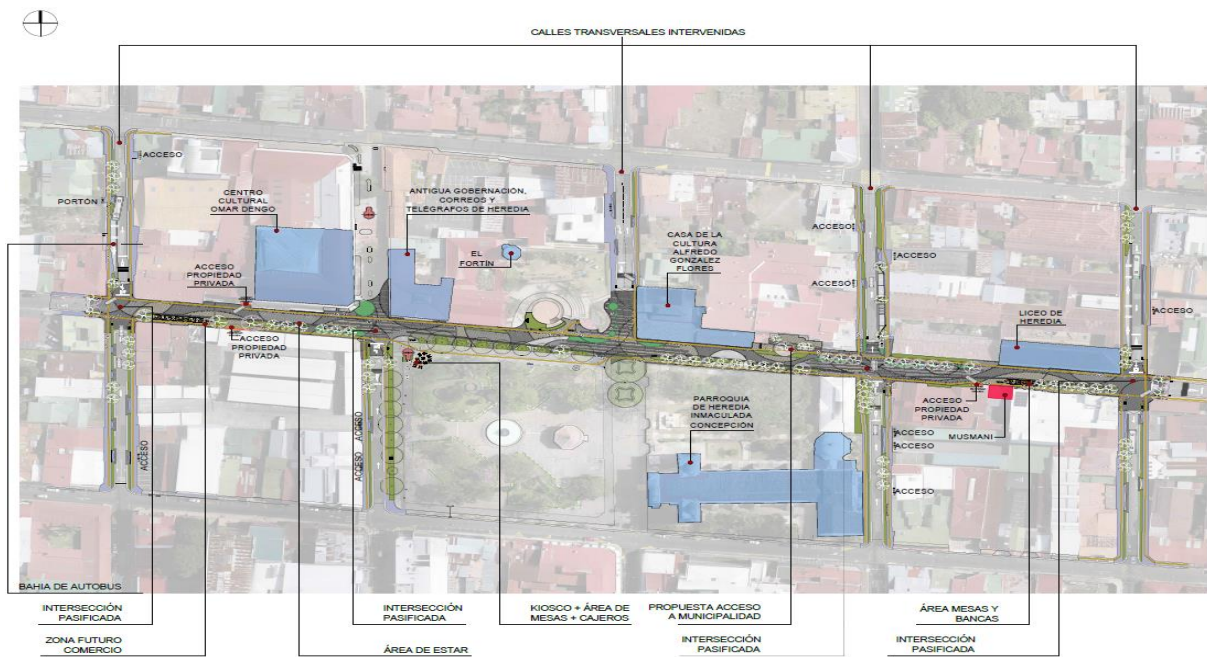 CALLES TRANSVERSALES INTERVENIDAS
ACCESO
PORTÓN
CENTRO
CULTURAL
OMAR DENGO
ANTIGUA GOBERNACIÓN,
CORREOS Y
TELÉGRAFOS DE HEREDIA
EL
FORTÍN
CASA DE LA
CULTURA
ALFREDO
GONZALEZ
FLORES
ACCESO
ACCESO
ACCESO
ACCESO
ACCESO
PROPIEDAD
PRIVADA
LICEO DE
HEREDIA
ACCESO
PROPIEDAD
PRIVADA
PARROQUIA
DE HEREDIA
INMACULADA
CONCEPCIÓN
ACCESO
PROPIEDAD
PRIVADA
MUSMANI
ACCESO
ACCESO
ACCESO
ACCESO
ACCESO
ACCESO
BAHIA DE AUTOBUS
INTERSECCIÓN
PASIFICADA
INTERSECCIÓN
PASIFICADA
KIOSCO + ÁREA DE
MESAS + CAJEROS
PROPUESTA ACCESO
A MUNICIPALIDAD
ÁREA MESAS Y
BANCAS
ZONA FUTURO
COMERCIO
ÁREA DE ESTAR
INTERSECCIÓN
PASIFICADA
INTERSECCIÓN
PASIFICADA